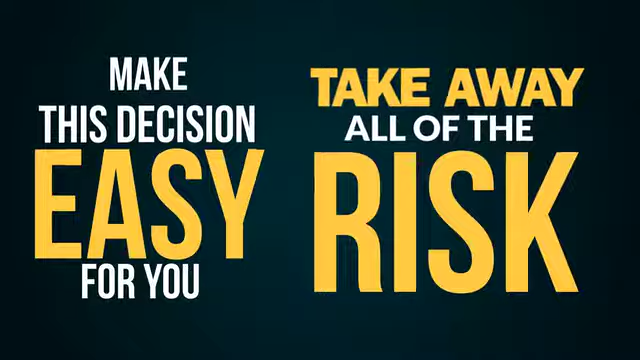 MAKE
THIS DECISION
EASY
FOR YOU
TAKE AWAY
ALL OF THE
RISK